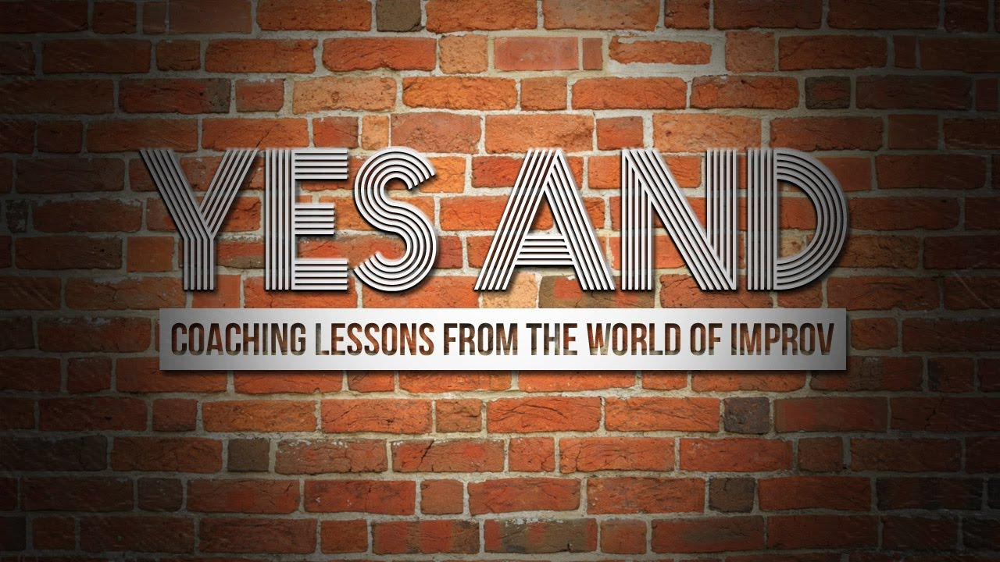 YES AND
COACHING LESSONS FROM THE WORLD OF IMPROV